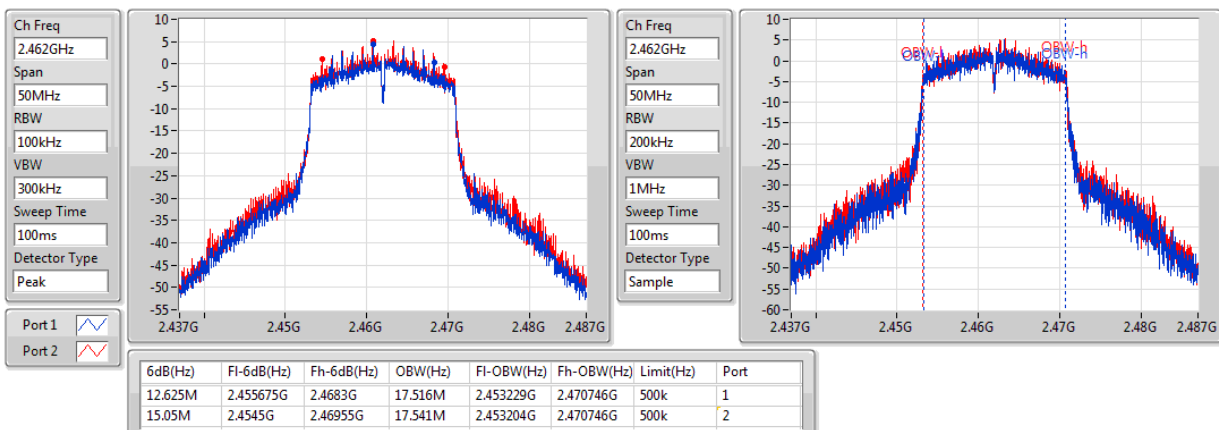 Ch Freq
2.462GHz
Span
50MHz
RBW
100kHz
VBW
300kHz
Sweep Time
100ms
Detector Type
Peak
Port 1
Port 2
10
5
0
-5
-10
-15
-20
-25
-30
-35
-40
-45
-50
-55
2.437G 2.45G 2.46G 2.47G 2.48G 2.487G
Ch Freq
2.462GHz
Span
50MHz
RBW
200kHz
VBW
1MHz
Sweep Time
100ms
Detector Type
Sample
10
5
0
-5
-10
-15
-20
-25
-30
-35
-40
-45
-50
-55
-60
OBW-h
OBW-h
2.437G 2.45G 2.46G 2.47G 2.48G 2.487G
6dB(Hz) Fl-6dB(Hz) Fh-6dB(Hz) OBW(Hz) Fl-OBW(Hz) Fh-OBW(Hz) Limit(Hz) Port
12.625M 2.455675G 2.4683G 17.516M 2.453229G 2.470746G 500k 1
15.05M 2.4545G 2.46955G 17.541M 2.453204G 2.470746G 500k 2